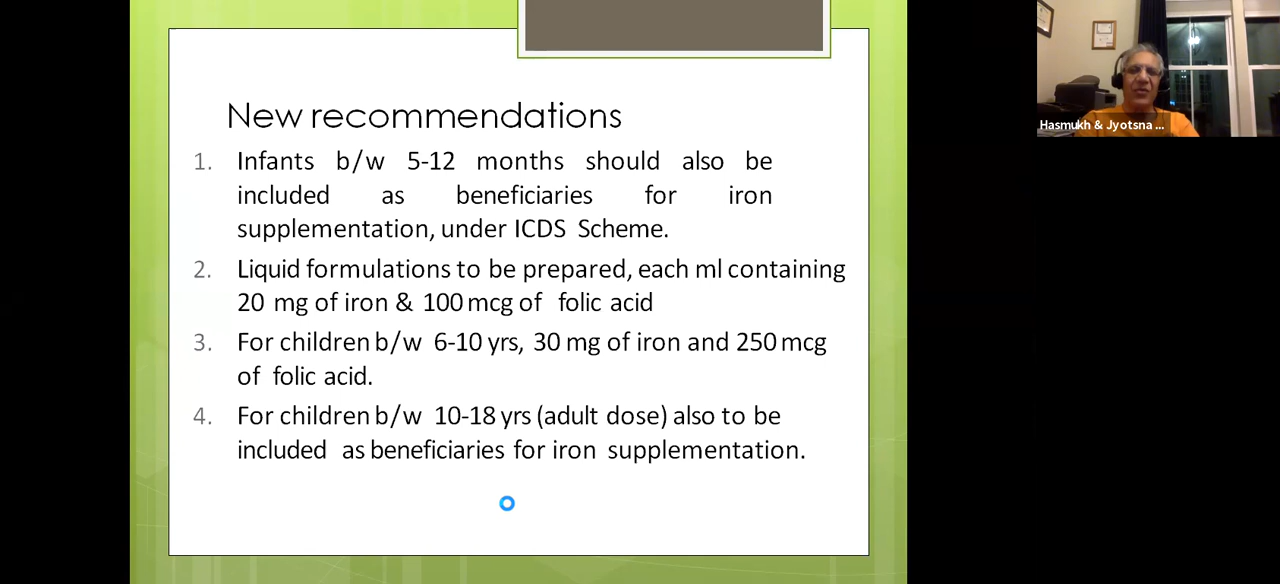 New recommendations
1. Infants b/w 5-12 months should also be
included as beneficiaries for iron
supplementation, under ICDS Scheme.
2. Liquid formulations to be prepared, each ml containing
20 mg of iron & 100 mcg of folic acid
3. For children b/w 6-10 yrs, 30 mg of iron and 250 mcg
of folic acid.
4. For children b/w 10-18 yrs (adult dose) also to be
included as beneficiaries for iron supplementation.
Hasmukh & Jyotsna ...